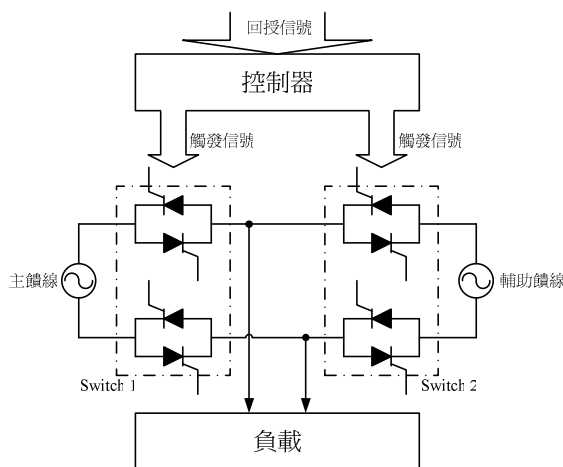 回授信號
控制器
觸發信號
觸發信號
主饋線
輔助饋線
Switch 1
Switch 2
負載